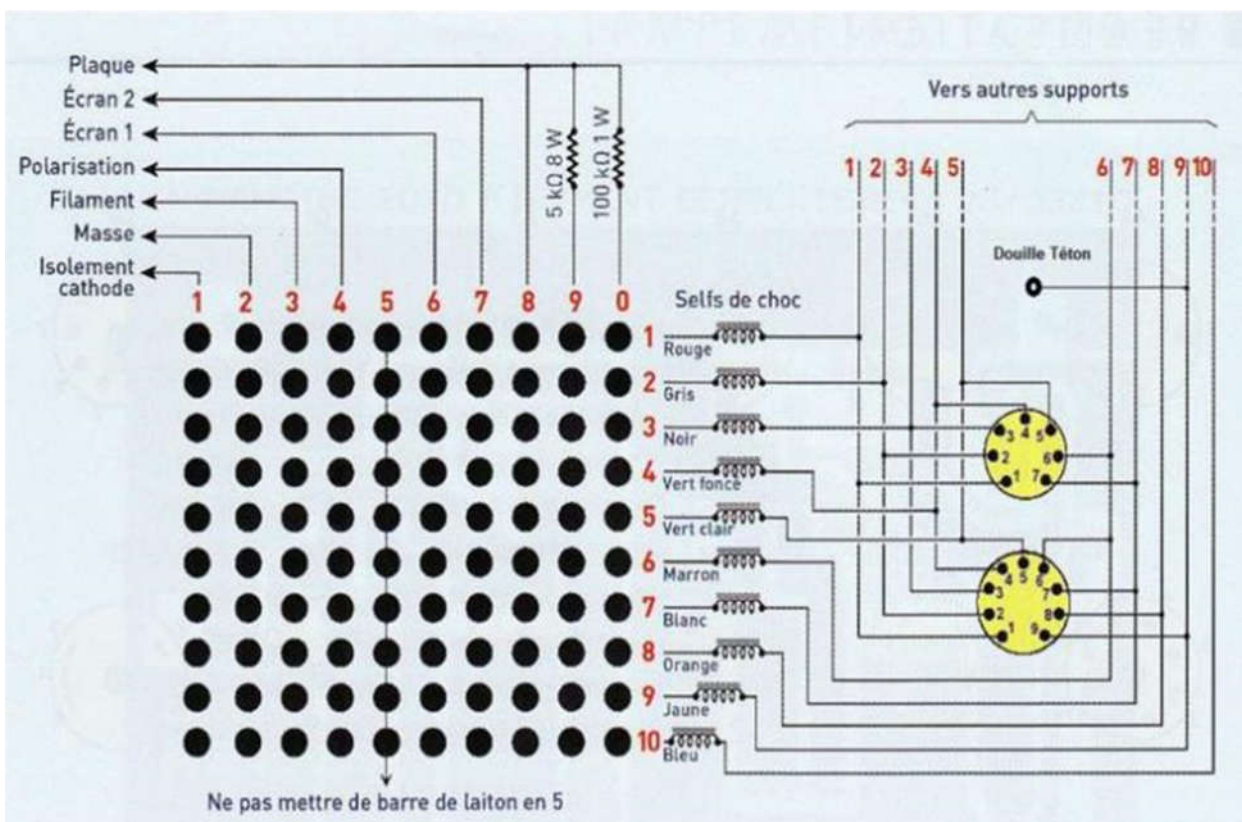 Plaque
Écran 2
Écran 1
Polarisation
Filament
Masse
Isolement
cathode
5 kΩ 8 W
100 kΩ 1 W
Vers autres supports
1 2 3 4 5 6 7 8 9 10
Douille Téton
1 2 3 4 5 6 7 8 9 0
Selfs de choc
1 Rouge
2 Gris
3 Noir
4 Vert foncé
5 Vert clair
6 Marron
7 Blanc
8 Orange
9 Jaune
10 Bleu
1 2 3 4 5 6 7
1 2 3 4 5 6 7 8 9
Ne pas mettre de barre de laiton en 5